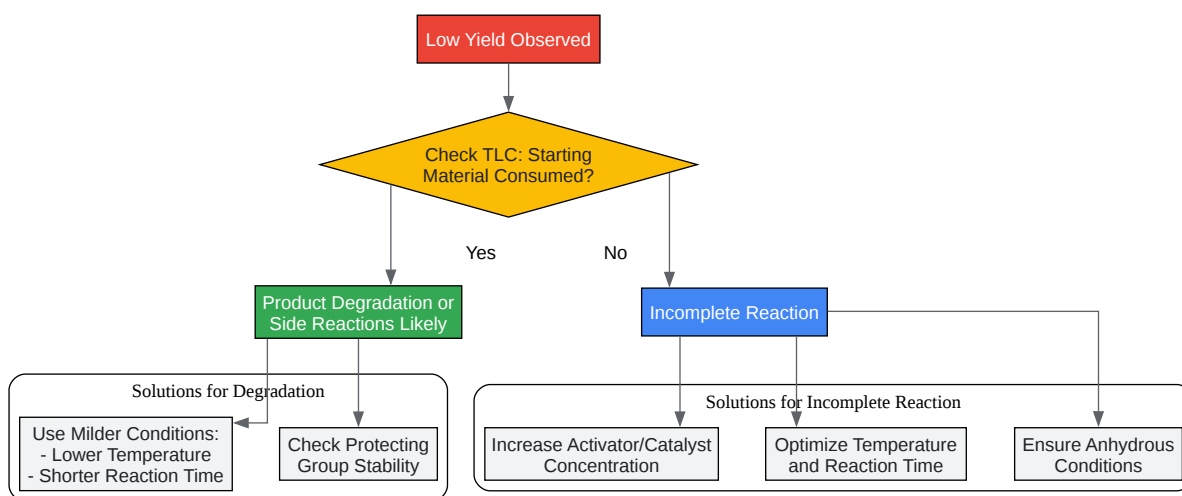 Low Yield Observed
Check TLC: Starting
Material Consumed?
Yes
No
Product Degradation or
Side Reactions Likely
Incomplete Reaction
Solutions for Degradation
Use Milder Conditions:
- Lower Temperature
- Shorter Reaction Time
Check Protecting
Group Stability
Solutions for Incomplete Reaction
Increase Activator/Catalyst
Concentration
Optimize Temperature
and Reaction Time
Ensure Anhydrous
Conditions